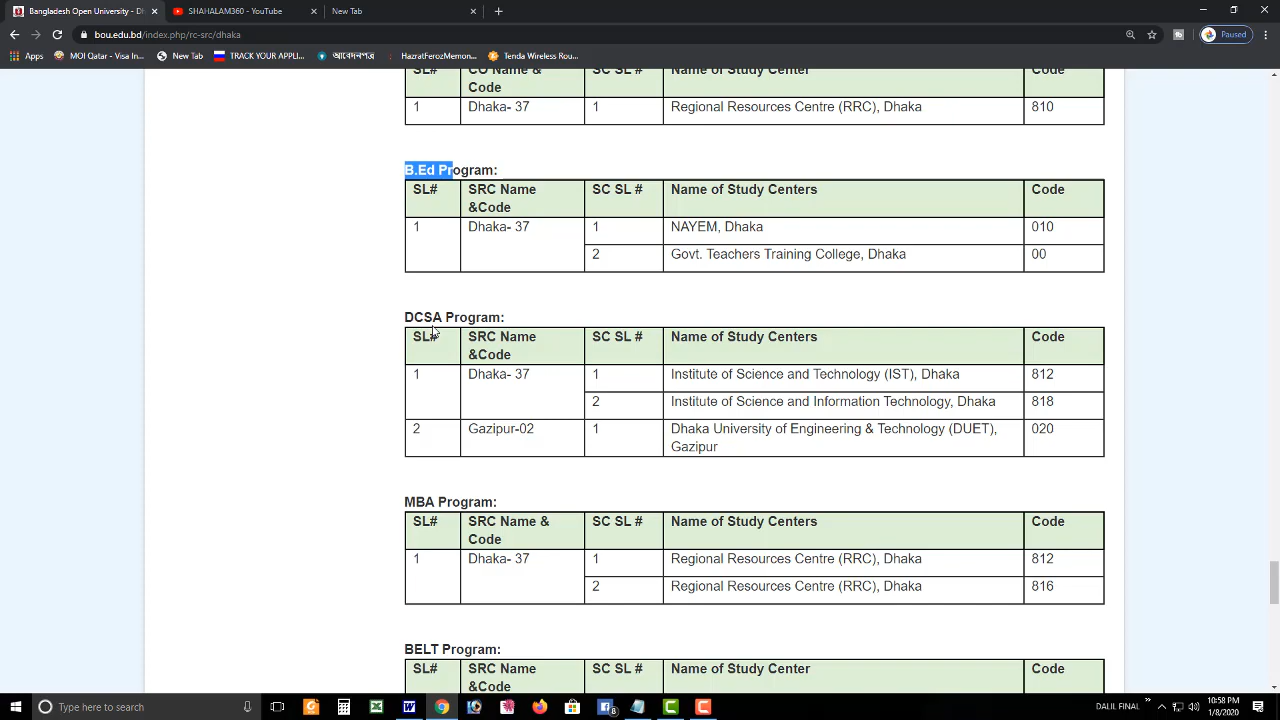 Bangladesh Open University - Dh
SHAHALAM360 - YouTube
New Tab
bou.edu.bd/index.php/rc-src/dhaka
Paused
Apps
MOI Qatar - Visa In...
New Tab
TRACK YOUR APPLI...
আবেদনপত্র
HazratFerozMemon...
Tenda Wireless Rou...
SL# CO Name & Code SC SL # Name of Study Center Code
1 Dhaka- 37 1 Regional Resources Centre (RRC), Dhaka 810
B.Ed Program:
SL# SRC Name &Code SC SL # Name of Study Centers Code
1 Dhaka- 37 1 NAYEM, Dhaka 010
2 Govt. Teachers Training College, Dhaka 00
DCSA Program:
SL# SRC Name &Code SC SL # Name of Study Centers Code
1 Dhaka- 37 1 Institute of Science and Technology (IST), Dhaka 812
2 Institute of Science and Information Technology, Dhaka 818
2 Gazipur-02 1 Dhaka University of Engineering & Technology (DUET), Gazipur 020
MBA Program:
SL# SRC Name & Code SC SL # Name of Study Centers Code
1 Dhaka- 37 1 Regional Resources Centre (RRC), Dhaka 812
2 Regional Resources Centre (RRC), Dhaka 816
BELT Program:
SL# SRC Name &Code SC SL # Name of Study Center Code
Type here to search
DALIL FINAL
10:58 PM
1/8/2020